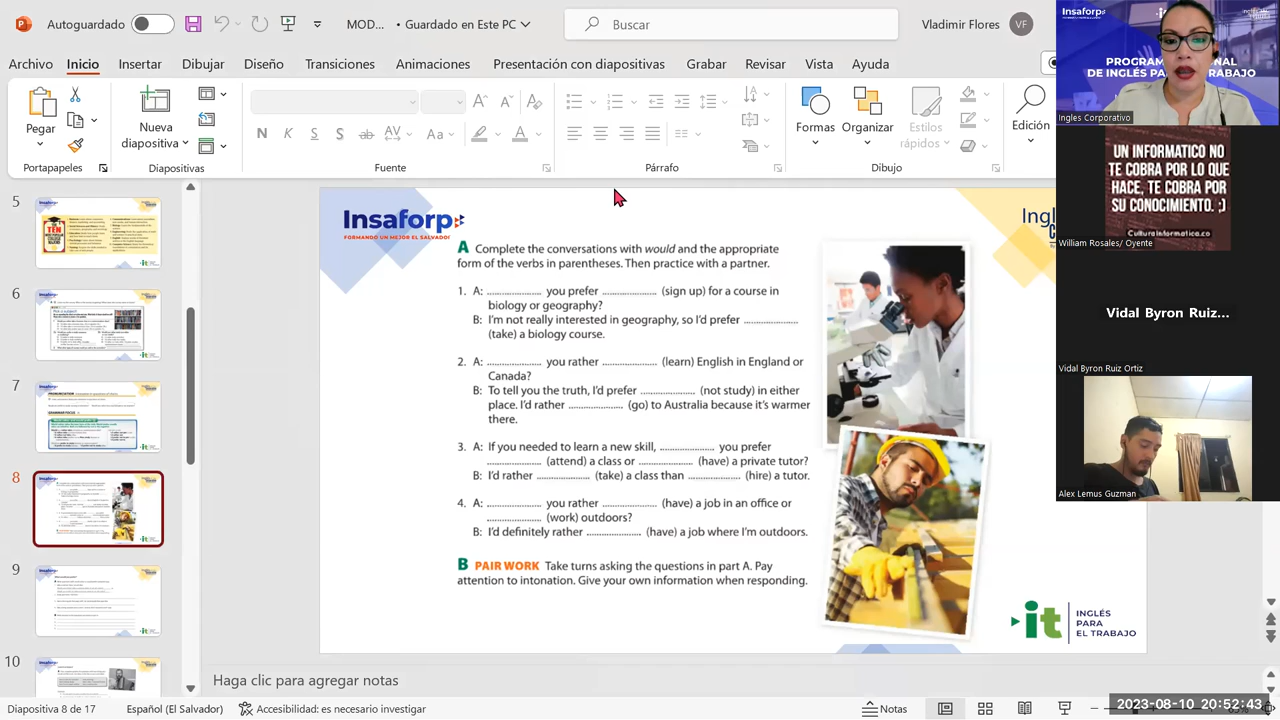 Autoguardado
M
• Guardado en Este PC
Buscar
Vladimir Flores
VF
Archivo
Inicio
Insertar
Dibujar
Diseño
Transiciones
Animaciones
Presentación con diapositivas
Grabar
Revisar
Vista
Ayuda
Pegar
Nueva
diapositiva
N K S
Aa
Formas
Organizar
Estilos
rápidos
Edición
Portapapeles
Diapositivas
Fuente
Párrafo
Dibujo
5
6
7
8
9
10
Insaforp
FORMANDO UN MEJOR EL SALVADOR
Complete the conversations with would and the appropriate
form of the verbs in parentheses. Then practice with a partner.
1. A: ................ you prefer ................ (sign up) for a course in
biology or geography?
B: I'm not really interested in geography, so I'd prefer ................
(take) a biology course.
2. A: ................ you rather ................ (learn) English in England or
Canada?
B: To tell you the truth, I'd prefer ................ (not study) in either
place. I'd rather ................ (go) to Australia because it's warmer
there.
3. A: If you needed to learn a new skill, ................ you prefer
................ (attend) a class or ................ (have) a private tutor?
B: I'd rather ................ (take) a class than ................ (hire) a tutor.
4. A: ................ you rather ................ (have) a job in an office or
................ (work) outdoors?
B: I'd definitely rather ................ (have) a job where I'm outdoors.
B PAIR WORK Take turns asking the questions in part Pay
attention to intonation. Give your own information when responding.
it
INGLÉS
PARA
EL TRABAJO
Haga clic para agregar notas
Diapositiva 8 de 17
Español (El Salvador)
Accesibilidad: es necesario investigar
Notas
2023-08-10 20:52:43
Insaforp
Ingles Corporativo
UN INFORMATICO NO
TE COBRA POR LO QUE
HACE, TE COBRA POR
SU CONOCIMIENTO. ;)
CulturaInformatica.co
William Rosales/ Oyente
Vidal Byron Ruiz...
Vidal Byron Ruiz Ortiz
Alex Lemus Guzman